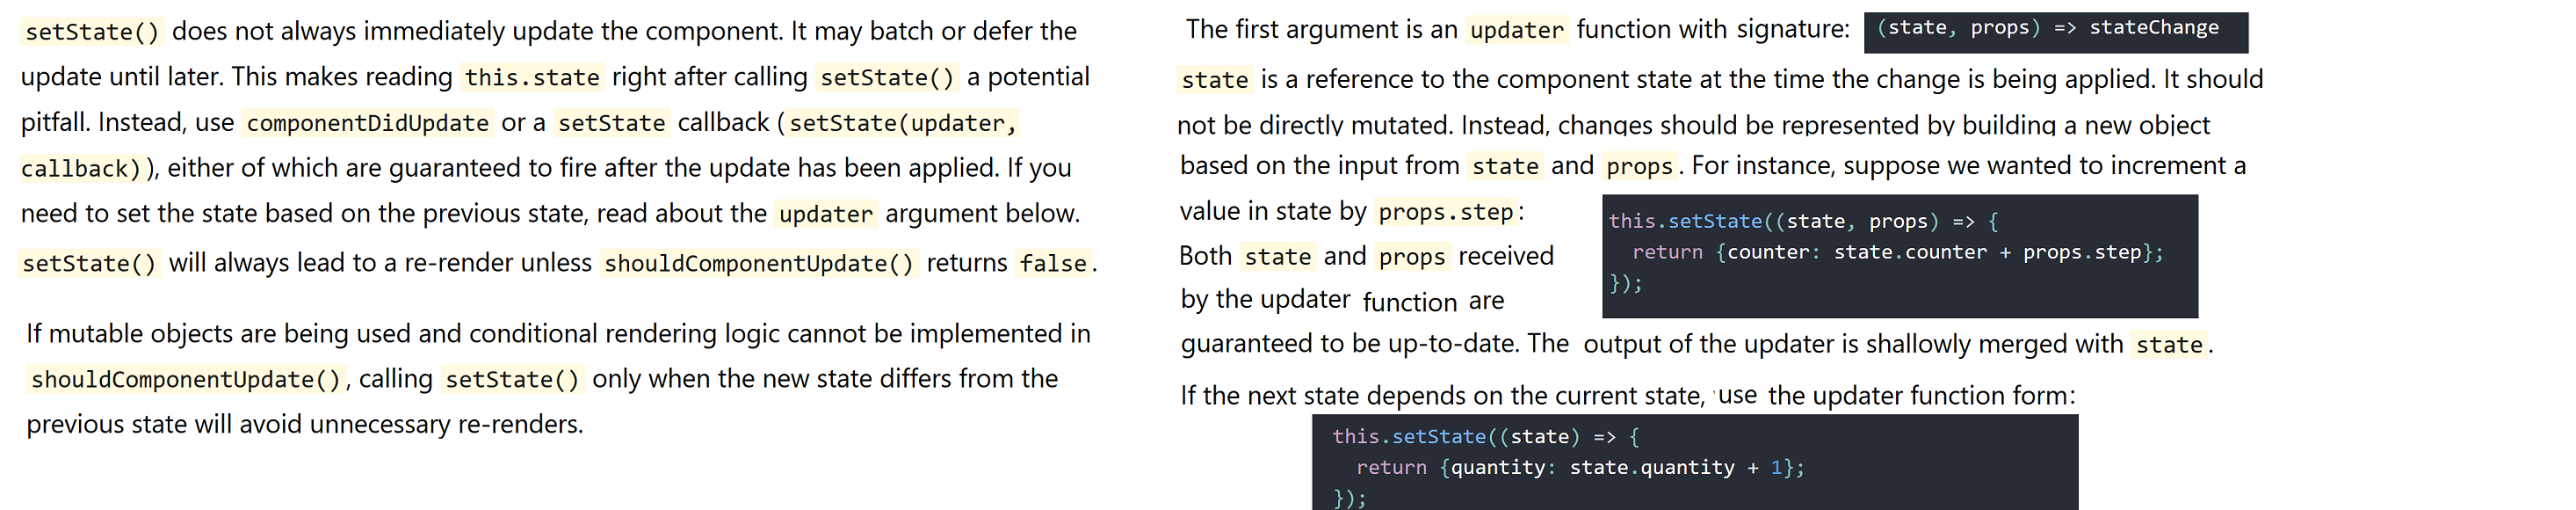 setState() does not always immediately update the component. It may batch or defer the
update until later. This makes reading this.state right after calling setState() a potential
pitfall. Instead, use componentDidUpdate or a setState callback (setState(updater,
callback)), either of which are guaranteed to fire after the update has been applied. If you
need to set the state based on the previous state, read about the updater argument below.
setState() will always lead to a re-render unless shouldComponentUpdate() returns false.
If mutable objects are being used and conditional rendering logic cannot be implemented in
shouldComponentUpdate(), calling setState() only when the new state differs from the
previous state will avoid unnecessary re-renders.
The first argument is an updater function with signature: (state, props) => stateChange
state is a reference to the component state at the time the change is being applied. It should
not be directly mutated. Instead, changes should be represented by building a new object
based on the input from state and props. For instance, suppose we wanted to increment a
value in state by props.step:
this.setState((state, props) => {
  return {counter: state.counter + props.step};
});
Both state and props received
by the updater function are
guaranteed to be up-to-date. The output of the updater is shallowly merged with state.
If the next state depends on the current state, use the updater function form:
this.setState((state) => {
  return {quantity: state.quantity + 1};
});